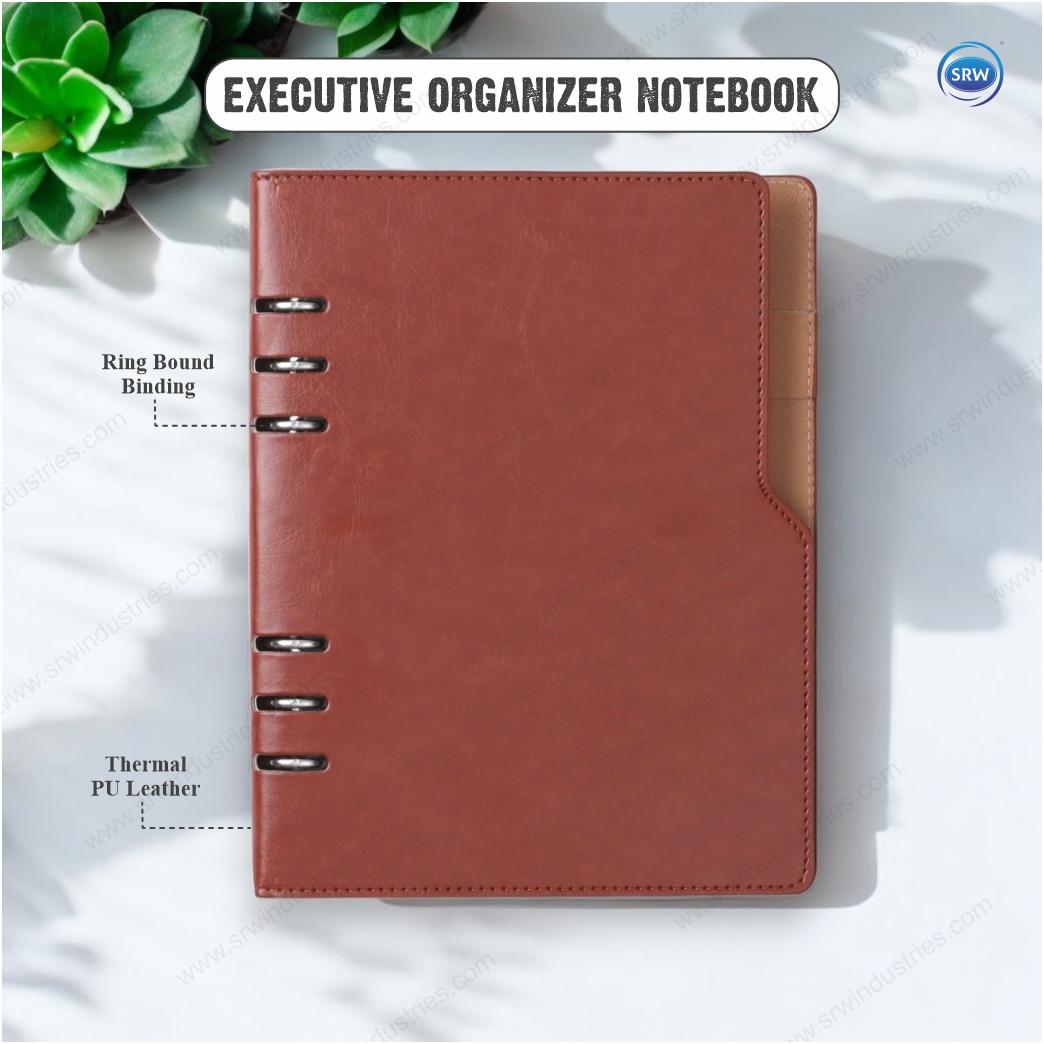 EXECUTIVE ORGANIZER NOTEBOOK
SRW
Ring Bound
Binding
Thermal
PU Leather
www.srwindustries.com